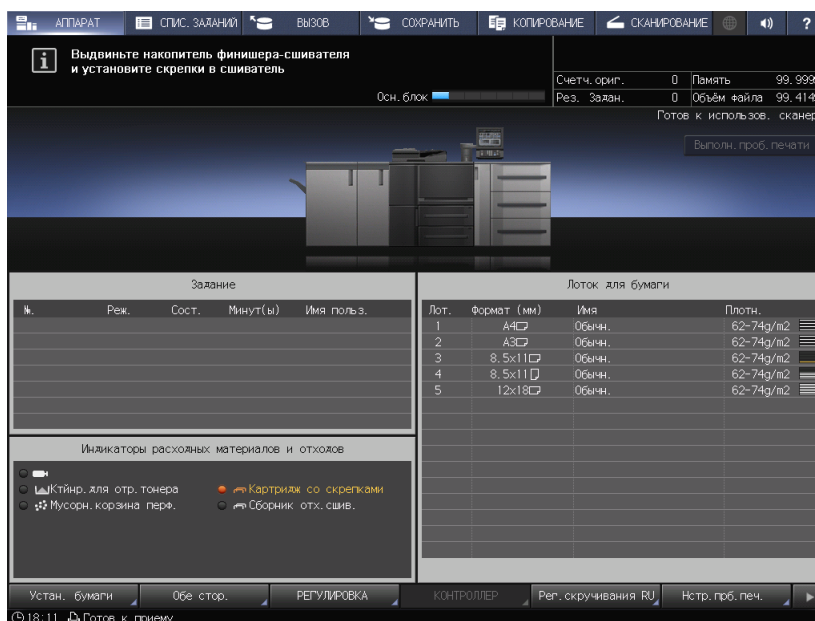 АППАРАТ
СПИС. ЗАДАНИЙ
ВЫЗОВ
СОХРАНИТЬ
КОПИРОВАНИЕ
СКАНИРОВАНИЕ
?
i
Выдвиньте накопитель финишера-сшивателя
и установите скрепки в сшиватель
Осн. блок
Счетч. ориг. 0 Память 99.999
Рез. Задан. 0 Объём файла 99.414
Готов к использов. сканер
Выполн. проб. печати
Задание
№. Реж. Сост. Минут(ы) Имя польз.
Лоток для бумаги
Лот. Формат (мм) Имя Плотн.
1 A4 Обычн. 62-74g/m2
2 A3 Обычн. 62-74g/m2
3 8.5x11 Обычн. 62-74g/m2
4 8.5x11 Обычн. 62-74g/m2
5 12x18 Обычн. 62-74g/m2
Индикаторы расходных материалов и отходов
Ктйнр. для отр. тонера
Картридж со скрепками
Мусорн. корзина перф.
Сборник отх. сшив.
Устан. бумаги
Обе стор.
РЕГУЛИРОВКА
КОНТРОЛЛЕР
Рег. скручивания RU
Нстр. прб. печ.
18:11 Готов к приему